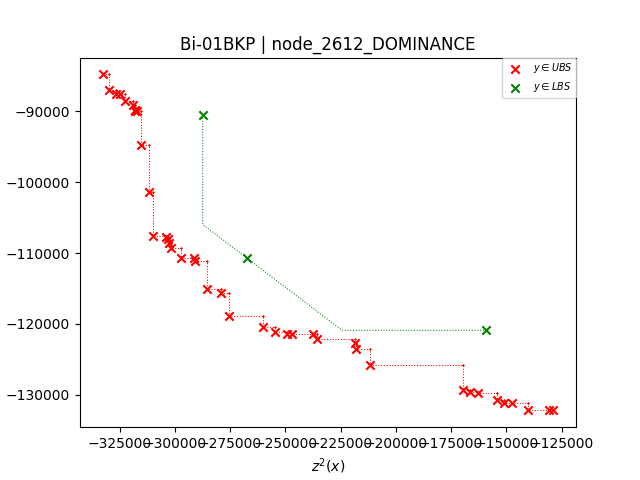 Bi-01BKP | node_2612_DOMINANCE
y ∈ UBS
y ∈ LBS
−90000
−100000
−110000
−120000
−130000
−325000−300000−275000−250000−225000−200000−175000−150000−125000
z²(x)